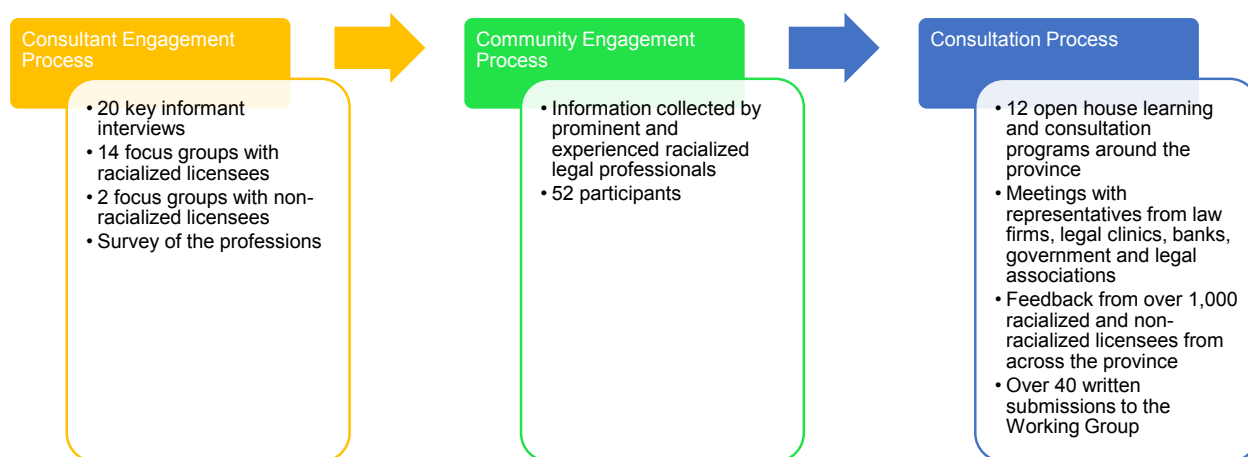 Consultant Engagement
Process
• 20 key informant
interviews
• 14 focus groups with
racialized licensees
• 2 focus groups with non-
racialized licensees
• Survey of the professions
Community Engagement
Process
• Information collected by
prominent and
experienced racialized
legal professionals
• 52 participants
Consultation Process
• 12 open house learning
and consultation
programs around the
province
• Meetings with
representatives from law
firms, legal clinics, banks,
government and legal
associations
• Feedback from over 1,000
racialized and non-
racialized licensees from
across the province
• Over 40 written
submissions to the
Working Group